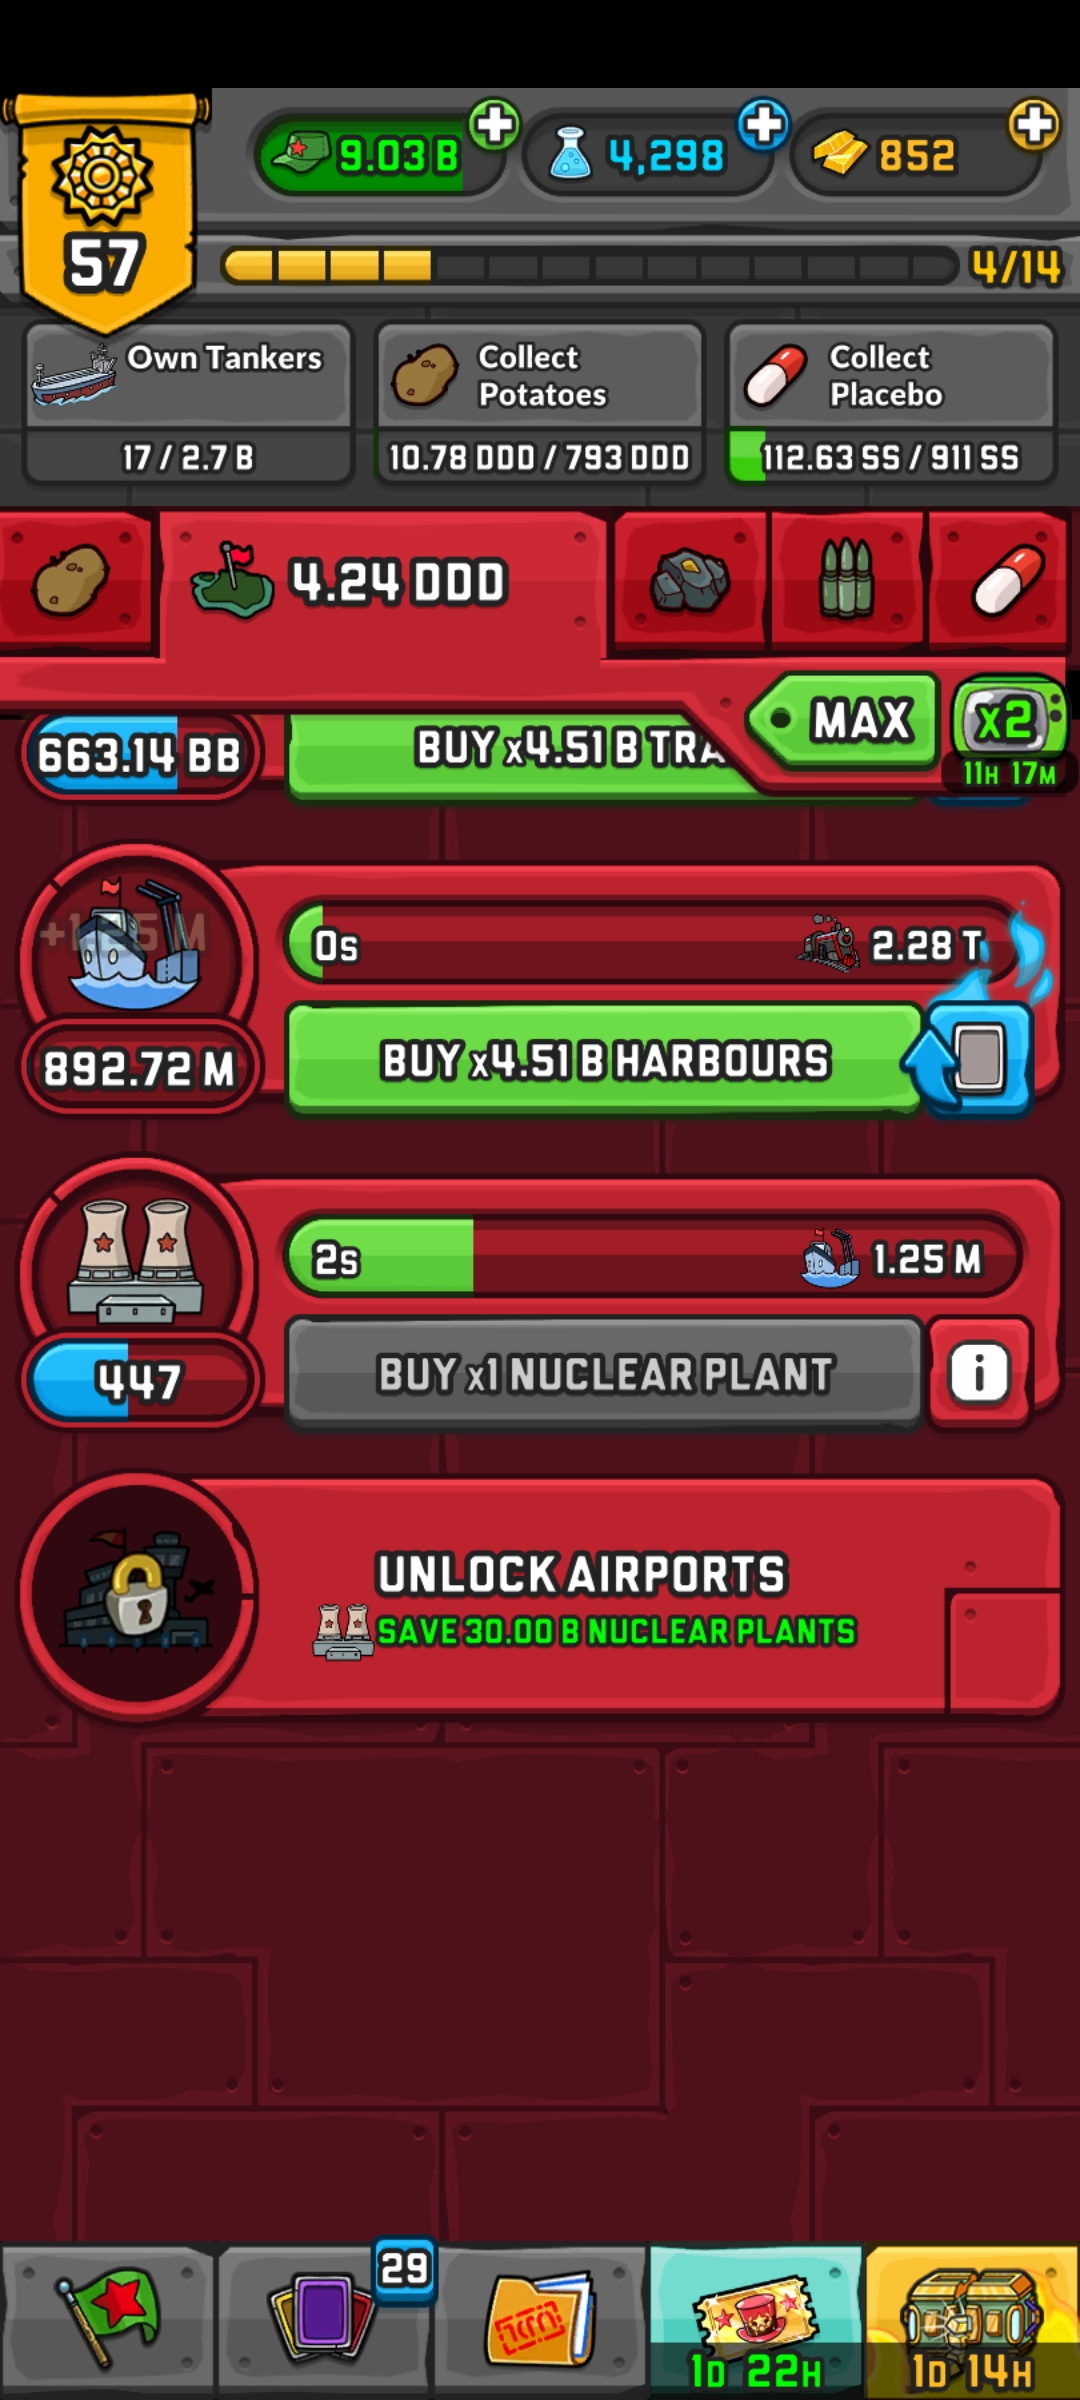 57
9.03 B
4,298
852
4/14
Own Tankers
17 / 2.7 B
Collect
Potatoes
10.78 DDD / 793 DDD
Collect
Placebo
112.63 SS / 911 SS
4.24 DDD
MAX
x2
11H 17M
663.14 BB
BUY x4.51 B TRA
+1.25 M
0s
2.28 T
892.72 M
BUY x4.51 B HARBOURS
2s
1.25 M
447
BUY x1 NUCLEAR PLANT
i
UNLOCK AIRPORTS
SAVE 30.00 B NUCLEAR PLANTS
29
1D 22H
1D 14H